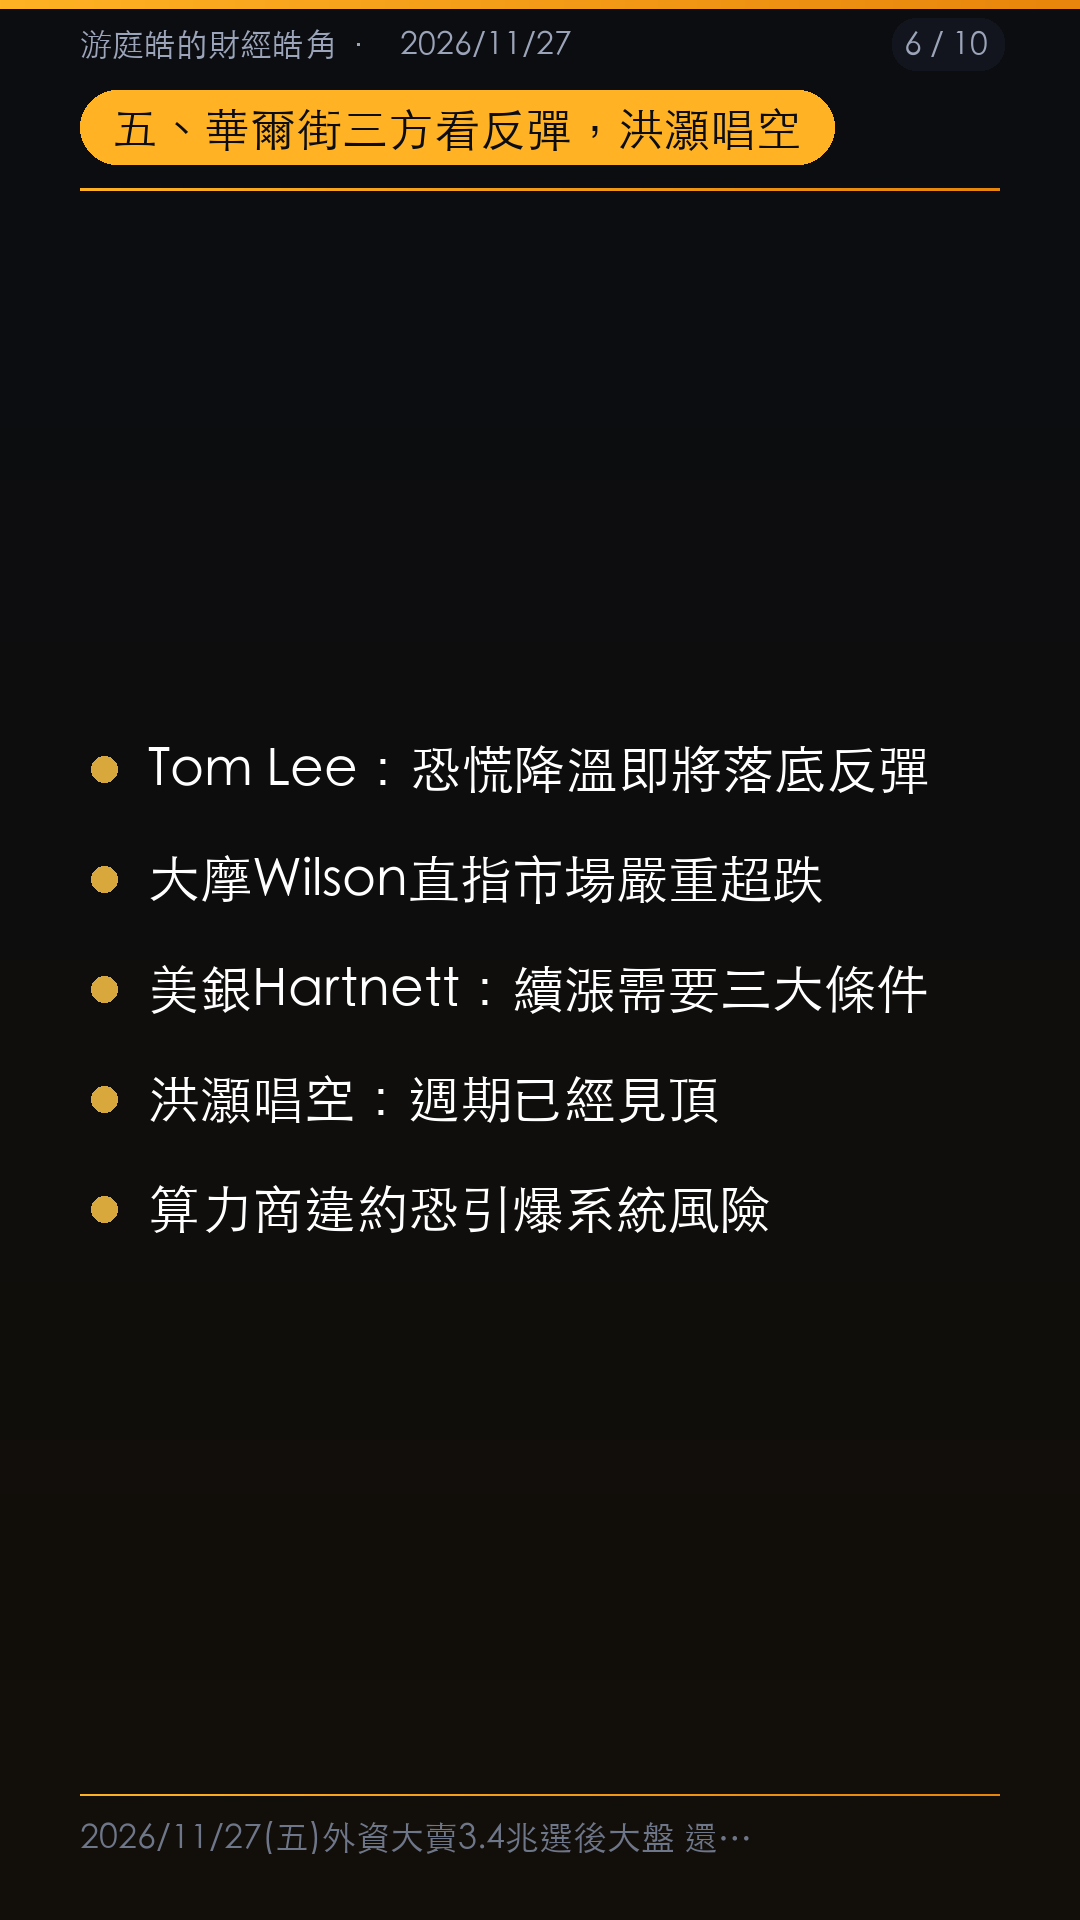 游庭皓的財經皓角 · 2026/11/27
6 / 10
五、華爾街三方看反彈，洪灝唱空
Tom Lee：恐慌降溫即將落底反彈
大摩Wilson直指市場嚴重超跌
美銀Hartnett：續漲需要三大條件
洪灝唱空：週期已經見頂
算力商違約恐引爆系統風險
2026/11/27(五)外資大賣3.4兆選後大盤 還…